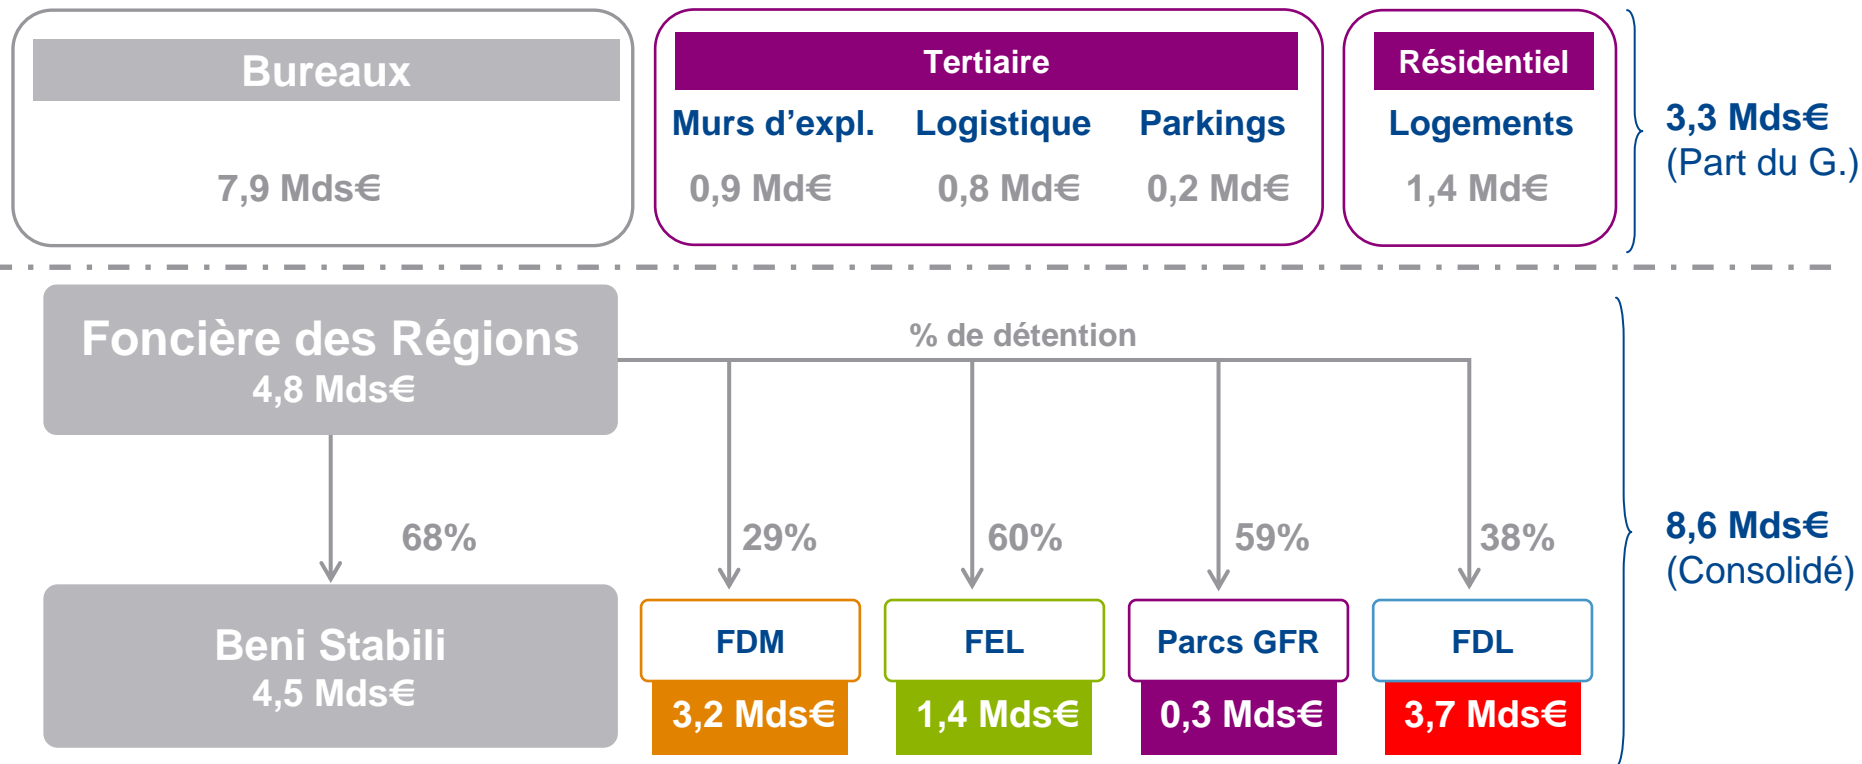 Bureaux
7,9 Mds€
Tertiaire
Murs d’expl. Logistique Parkings
0,9 Md€ 0,8 Md€ 0,2 Md€
Résidentiel
Logements
1,4 Md€
3,3 Mds€
(Part du G.)
Foncière des Régions
4,8 Mds€
% de détention
68% 29% 60% 59% 38%
8,6 Mds€
(Consolidé)
Beni Stabili
4,5 Mds€
FDM FEL Parcs GFR FDL
3,2 Mds€ 1,4 Mds€ 0,3 Mds€ 3,7 Mds€